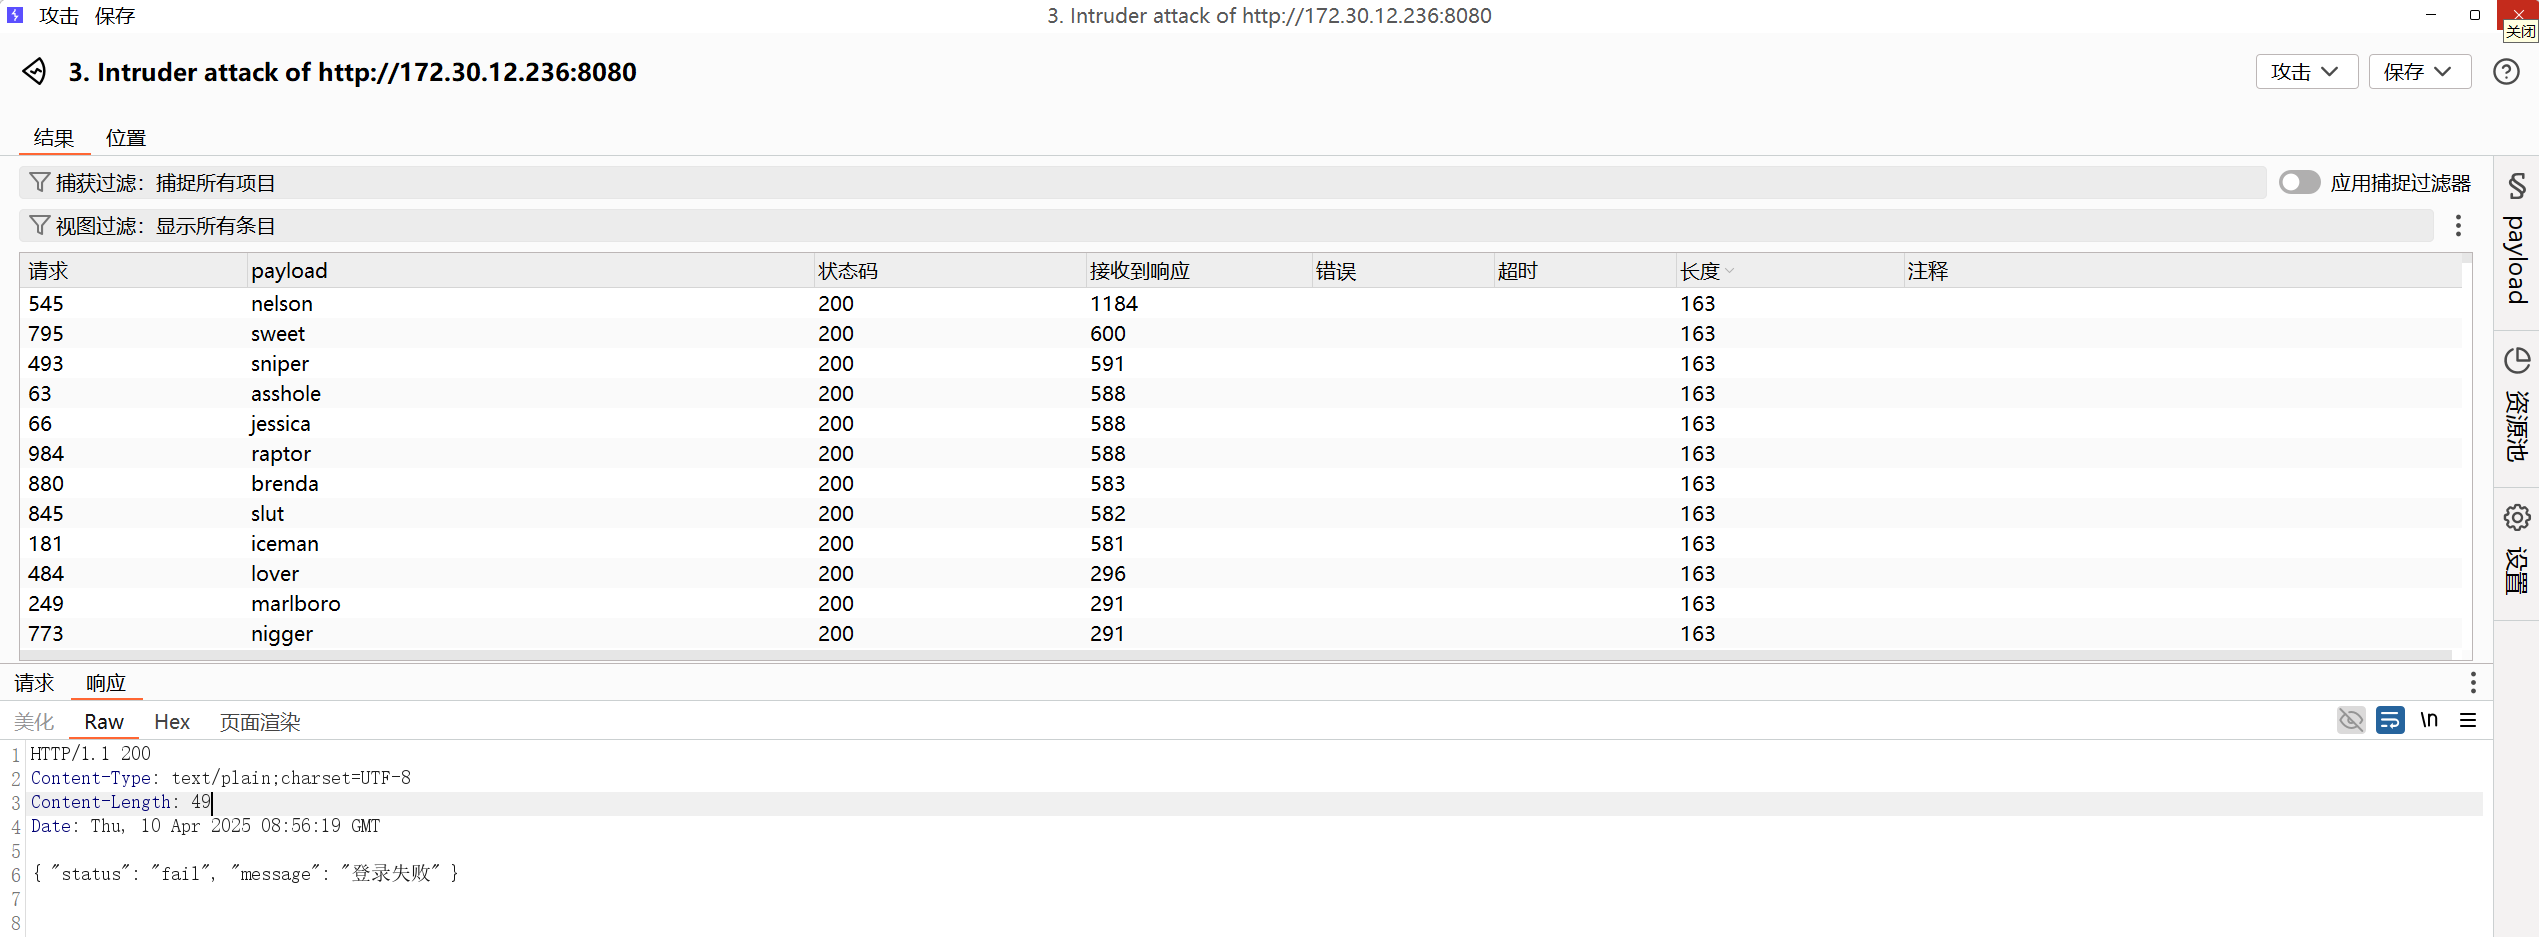 攻击 保存 3. Intruder attack of http://172.30.12.236:8080
关闭
3. Intruder attack of http://172.30.12.236:8080 攻击 保存
结果 位置
捕获过滤：捕捉所有项目 应用捕捉过滤器
视图过滤：显示所有条目
请求 payload 状态码 接收到响应 错误 超时 长度 注释
545 nelson 200 1184 163
795 sweet 200 600 163
493 sniper 200 591 163
63 asshole 200 588 163
66 jessica 200 588 163
984 raptor 200 588 163
880 brenda 200 583 163
845 slut 200 582 163
181 iceman 200 581 163
484 lover 200 296 163
249 marlboro 200 291 163
773 nigger 200 291 163
§ payload
资源池
设置
请求 响应
美化 Raw Hex 页面渲染 \n
1 HTTP/1.1 200
2 Content-Type: text/plain;charset=UTF-8
3 Content-Length: 49
4 Date: Thu, 10 Apr 2025 08:56:19 GMT
5
6 { "status": "fail", "message": "登录失败" }
7
8